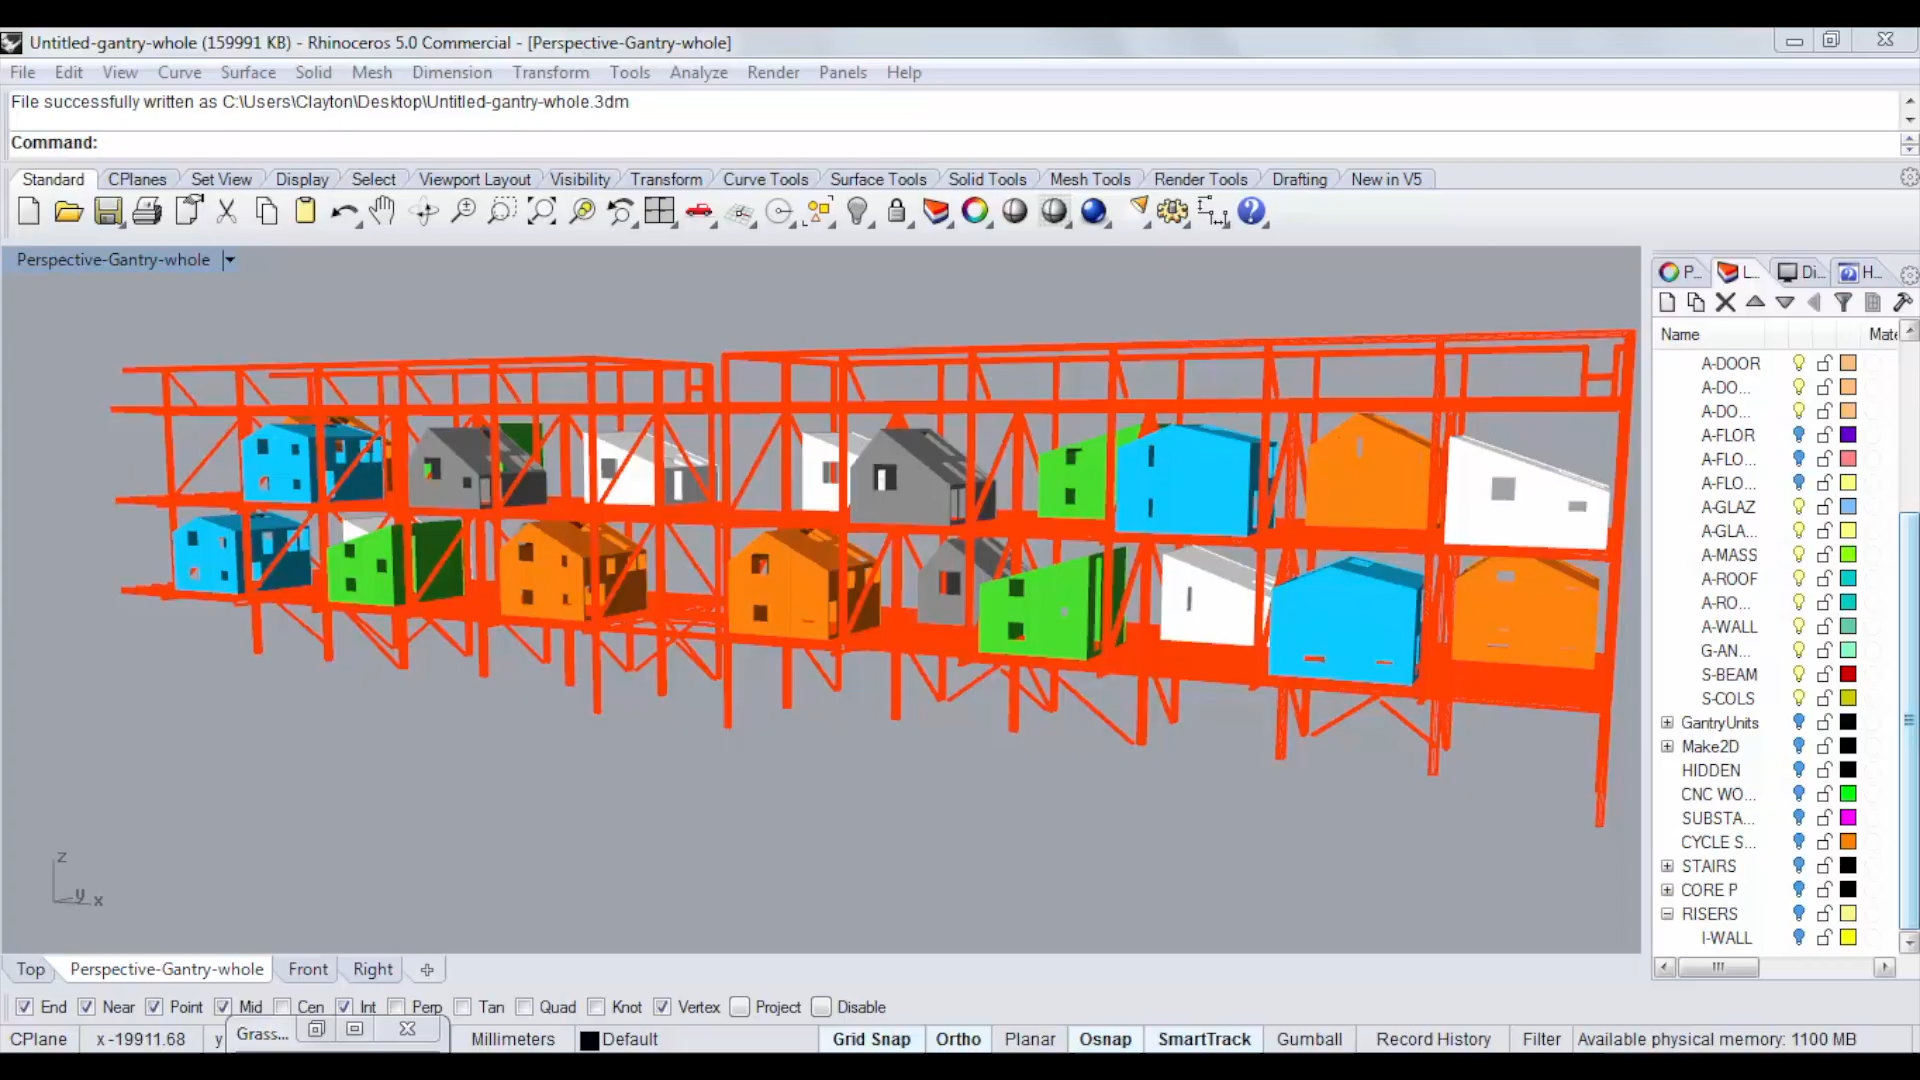 Untitled-gantry-whole (159991 KB) - Rhinoceros 5.0 Commercial - [Perspective-Gantry-whole]
File Edit View Curve Surface Solid Mesh Dimension Transform Tools Analyze Render Panels Help
File successfully written as C:\Users\Clayton\Desktop\Untitled-gantry-whole.3dm
Command:
Standard CPlanes Set View Display Select Viewport Layout Visibility Transform Curve Tools Surface Tools Solid Tools Mesh Tools Render Tools Drafting New in V5
Perspective-Gantry-whole
P... L... Di... H...
Name Mate
A-DOOR
A-DO...
A-DO...
A-FLOR
A-FLO...
A-FLO...
A-GLAZ
A-GLA...
A-MASS
A-ROOF
A-RO...
A-WALL
G-AN...
S-BEAM
S-COLS
GantryUnits
Make2D
HIDDEN
CNC WO...
SUBSTA...
CYCLE S...
STAIRS
CORE P
RISERS
I-WALL
z
y x
Top Perspective-Gantry-whole Front Right
End Near Point Mid Cen Int Perp Tan Quad Knot Vertex Project Disable
CPlane x -19911.68 y Grass... Millimeters Default Grid Snap Ortho Planar Osnap SmartTrack Gumball Record History Filter Available physical memory: 1100 MB